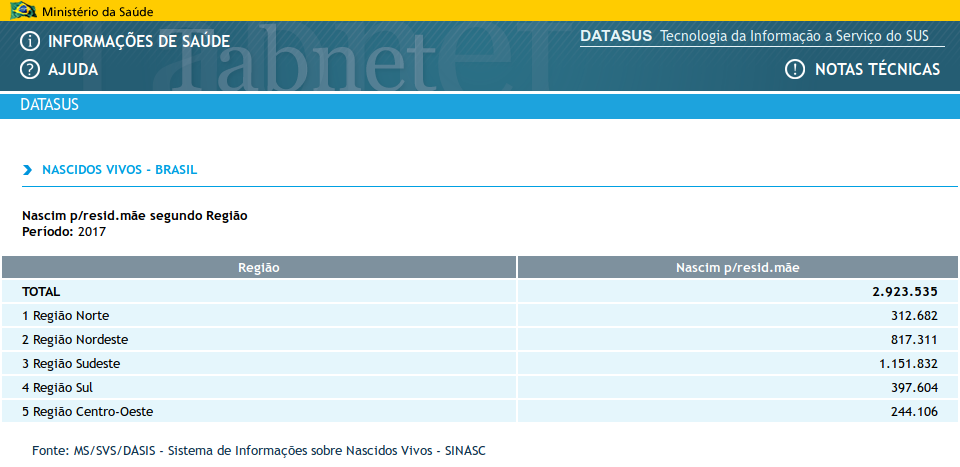 Ministério da Saúde
INFORMAÇÕES DE SAÚDE
DATASUS Tecnologia da Informação a Serviço do SUS
AJUDA
Tabnet
NOTAS TÉCNICAS
DATASUS
NASCIDOS VIVOS - BRASIL
Nascim p/resid.mãe segundo Região
Período: 2017
Região Nascim p/resid.mãe
TOTAL 2.923.535
1 Região Norte 312.682
2 Região Nordeste 817.311
3 Região Sudeste 1.151.832
4 Região Sul 397.604
5 Região Centro-Oeste 244.106
Fonte: MS/SVS/DASIS - Sistema de Informações sobre Nascidos Vivos - SINASC